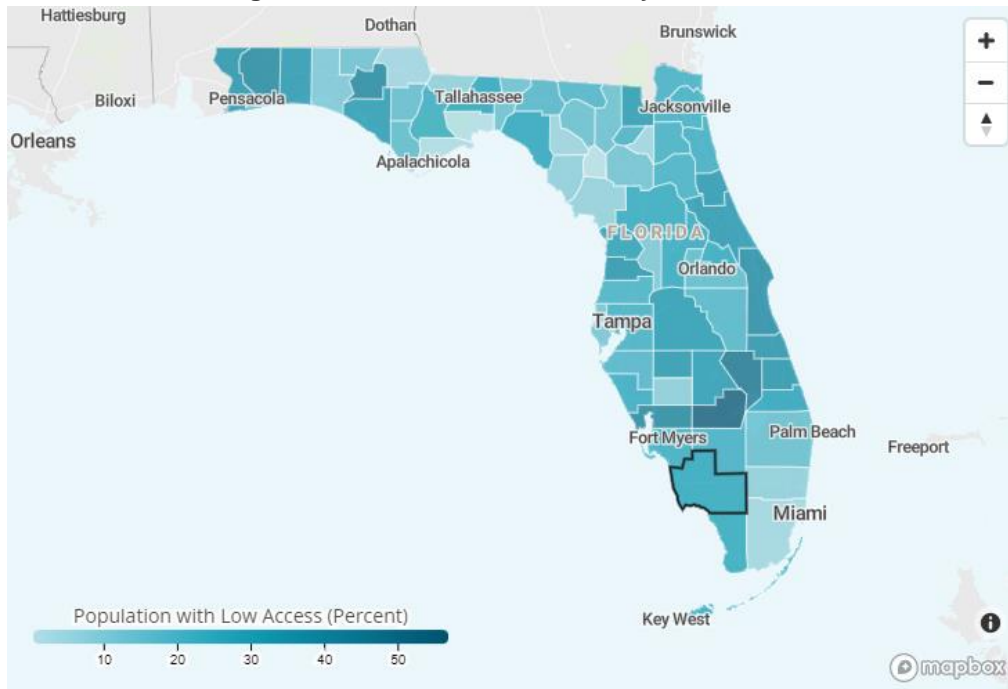 Hattiesburg
Dothan
Brunswick
Biloxi
Pensacola
Tallahassee
Jacksonville
Orleans
Apalachicola
FLORIDA
Orlando
Tampa
Fort Myers
Palm Beach
Freeport
Miami
Key West
Population with Low Access (Percent)
10 20 30 40 50
mapbox